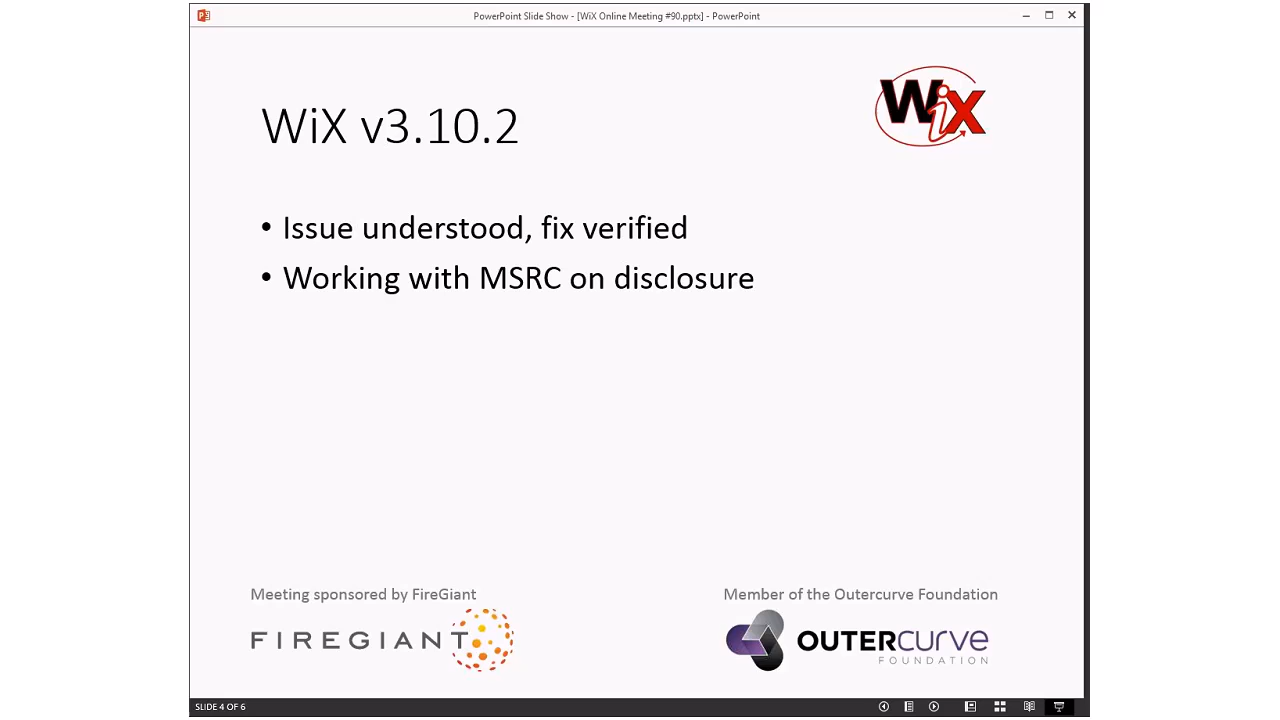 PowerPoint Slide Show - [WiX Online Meeting #90.pptx] - PowerPoint
WiX
WiX v3.10.2
• Issue understood, fix verified
• Working with MSRC on disclosure
Meeting sponsored by FireGiant
Member of the Outercurve Foundation
FIREGIANT
OUTERCURVE
FOUNDATION
SLIDE 4 OF 6